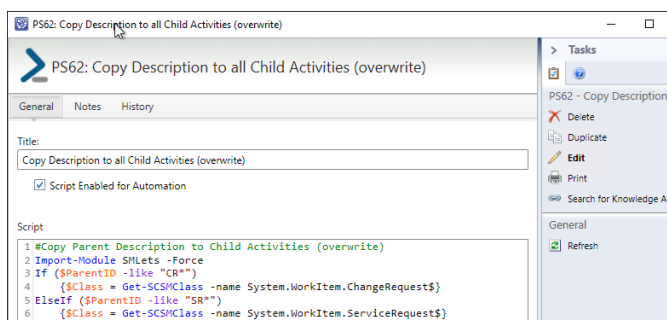 PS62: Copy Description to all Child Activities (overwrite)
PS62: Copy Description to all Child Activities (overwrite)
General Notes History
Title:
Copy Description to all Child Activities (overwrite)
Script Enabled for Automation
Script
1 #Copy Parent Description to Child Activities (overwrite)
2 Import-Module SMLets -Force
3 If ($ParentID -like "CR*")
4 {$Class = Get-SCSMClass -name System.WorkItem.ChangeRequest$}
5 ElseIf ($ParentID -like "SR*")
6 {$Class = Get-SCSMClass -name System.WorkItem.ServiceRequest$}
> Tasks
PS62 - Copy Description
Delete
Duplicate
Edit
Print
Search for Knowledge A
General
Refresh